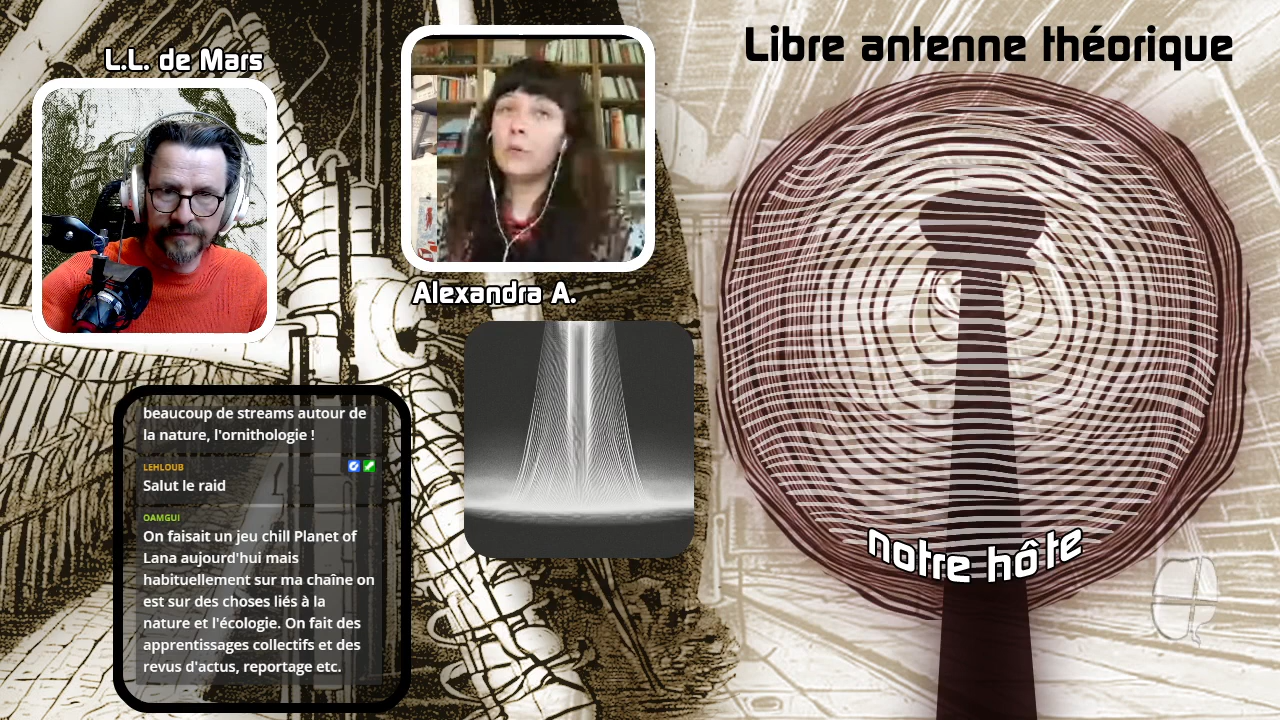 L.L. de Mars
Libre antenne théorique
Alexandra A.
beaucoup de streams autour de
la nature, l'ornithologie !
LEHLOUB
Salut le raid
OAMGUI
On faisait un jeu chill Planet of
Lana aujourd'hui mais
habituellement sur ma chaîne on
est sur des choses liés à la
nature et l'écologie. On fait des
apprentissages collectifs et des
revus d'actus, reportage etc.
notre hôte